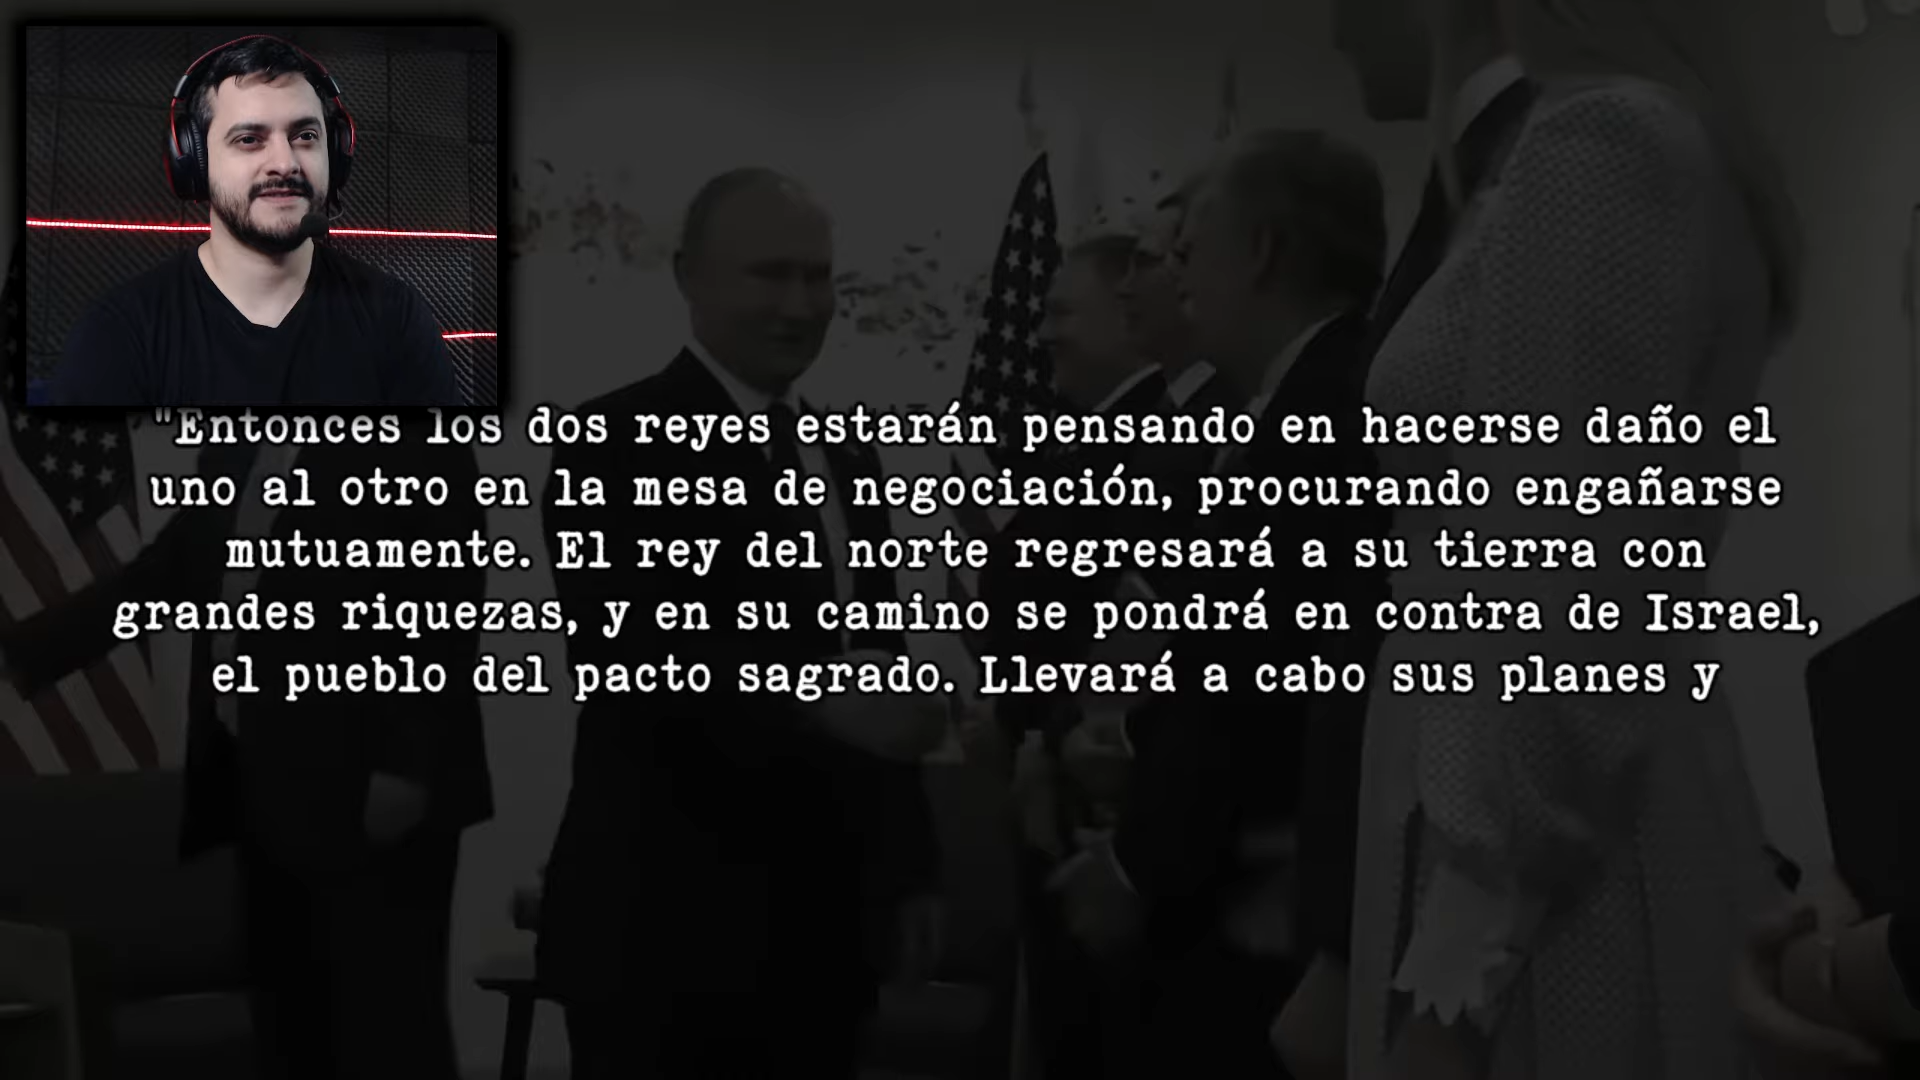 "Entonces los dos reyes estarán pensando en hacerse daño el
uno al otro en la mesa de negociación, procurando engañarse
mutuamente. El rey del norte regresará a su tierra con
grandes riquezas, y en su camino se pondrá en contra de Israel,
el pueblo del pacto sagrado. Llevará a cabo sus planes y